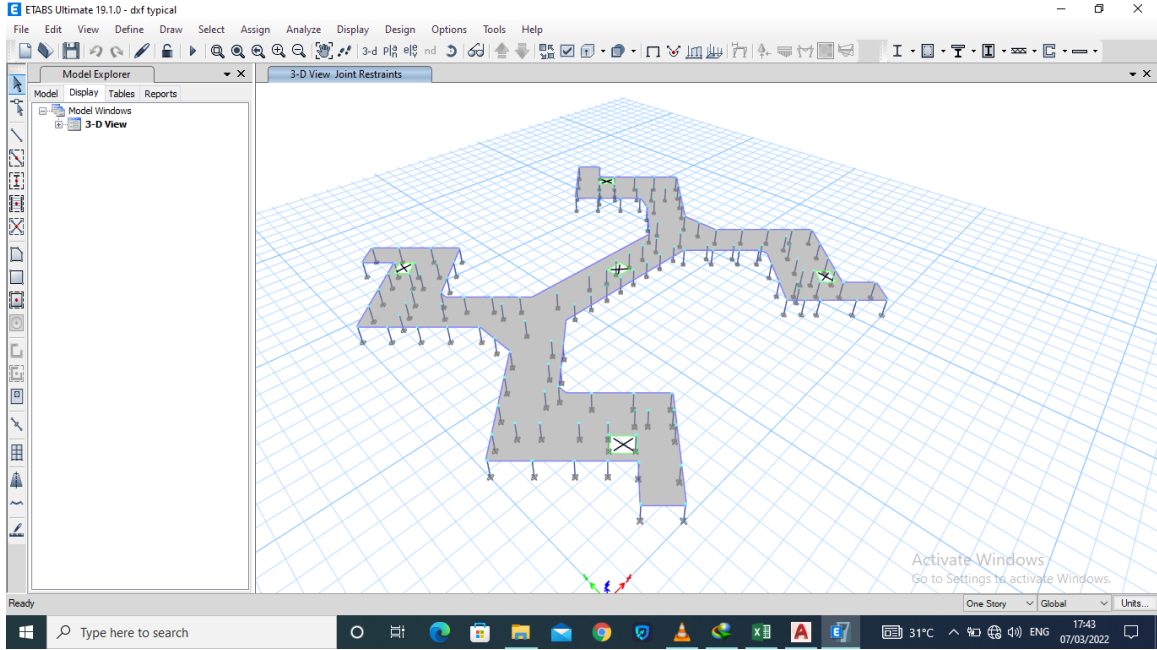 ETABS Ultimate 19.1.0 - dxf typical
File Edit View Define Draw Select Assign Analyze Display Design Options Tools Help
3-d nd
Model Explorer
3-D View Joint Restraints
Model Display Tables Reports
Model Windows
3-D View
Activate Windows
Go to Settings to activate Windows.
Ready
One Story Global Units...
Type here to search
31°C ENG
17:43
07/03/2022